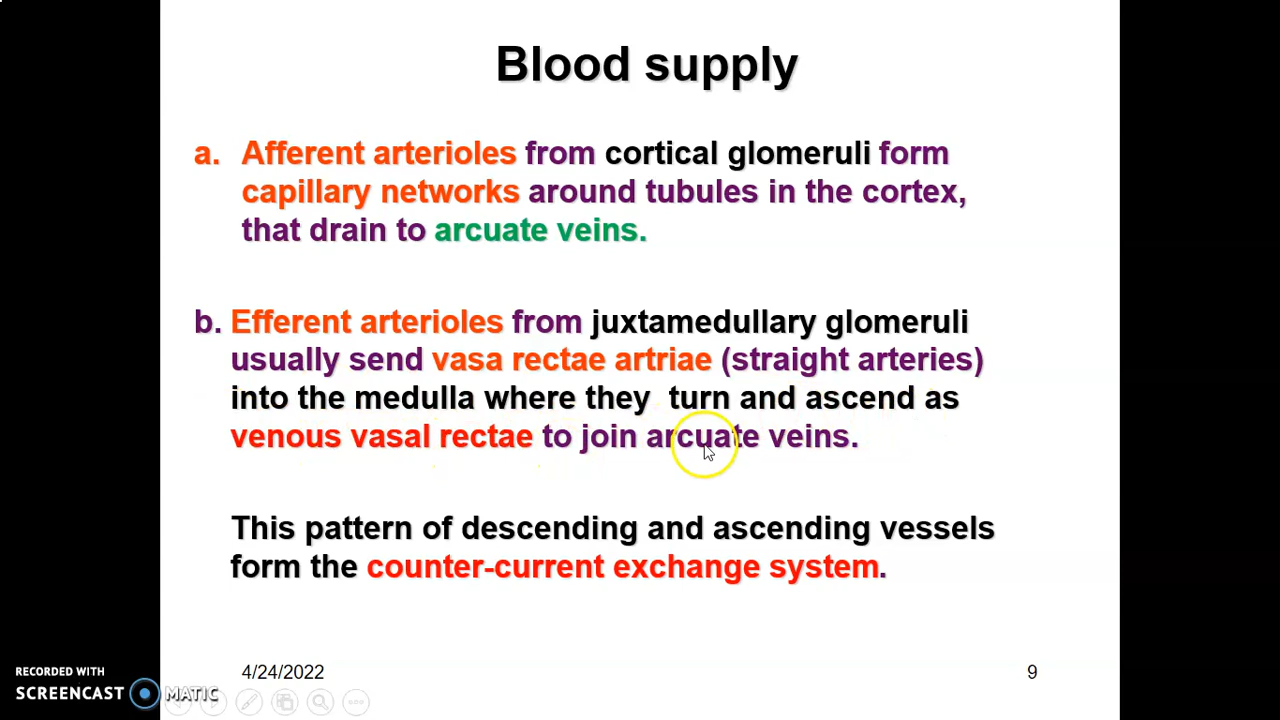 Blood supply
a. Afferent arterioles from cortical glomeruli form
capillary networks around tubules in the cortex,
that drain to arcuate veins.
b. Efferent arterioles from juxtamedullary glomeruli
usually send vasa rectae artriae (straight arteries)
into the medulla where they turn and ascend as
venous vasal rectae to join arcuate veins.
This pattern of descending and ascending vessels
form the counter-current exchange system.
4/24/2022
9
RECORDED WITH
SCREENCAST MATIC